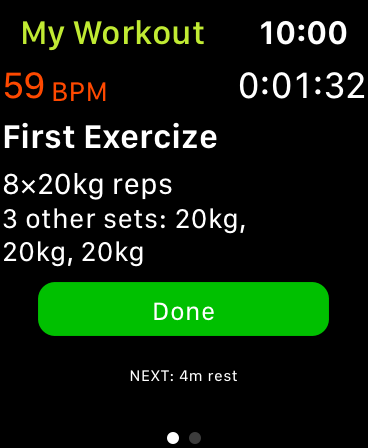 My Workout 10:00
59 BPM 0:01:32
First Exercize
8×20kg reps
3 other sets: 20kg,
20kg, 20kg
Done
NEXT: 4m rest